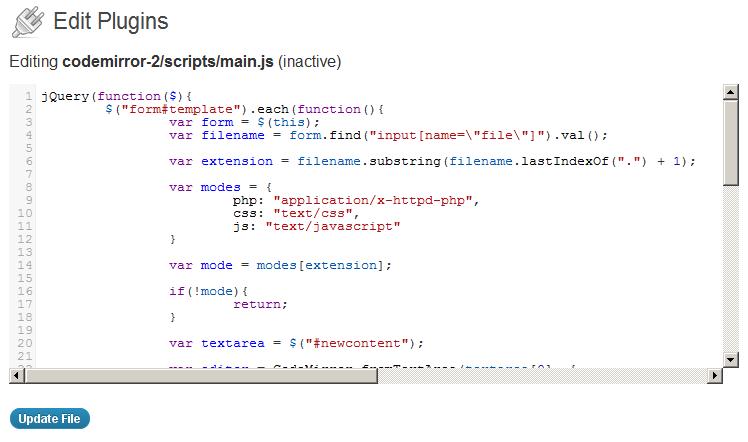 Edit Plugins
Editing codemirror-2/scripts/main.js (inactive)
1 jQuery(function($){
2 $("form#template").each(function(){
3 var form = $(this);
4 var filename = form.find("input[name=\"file\"]").val();
5
6 var extension = filename.substring(filename.lastIndexOf(".") + 1);
7
8 var modes = {
9 php: "application/x-httpd-php",
10 css: "text/css",
11 js: "text/javascript"
12 }
13
14 var mode = modes[extension];
15
16 if(!mode){
17 return;
18 }
19
20 var textarea = $("#newcontent");
21
Update File